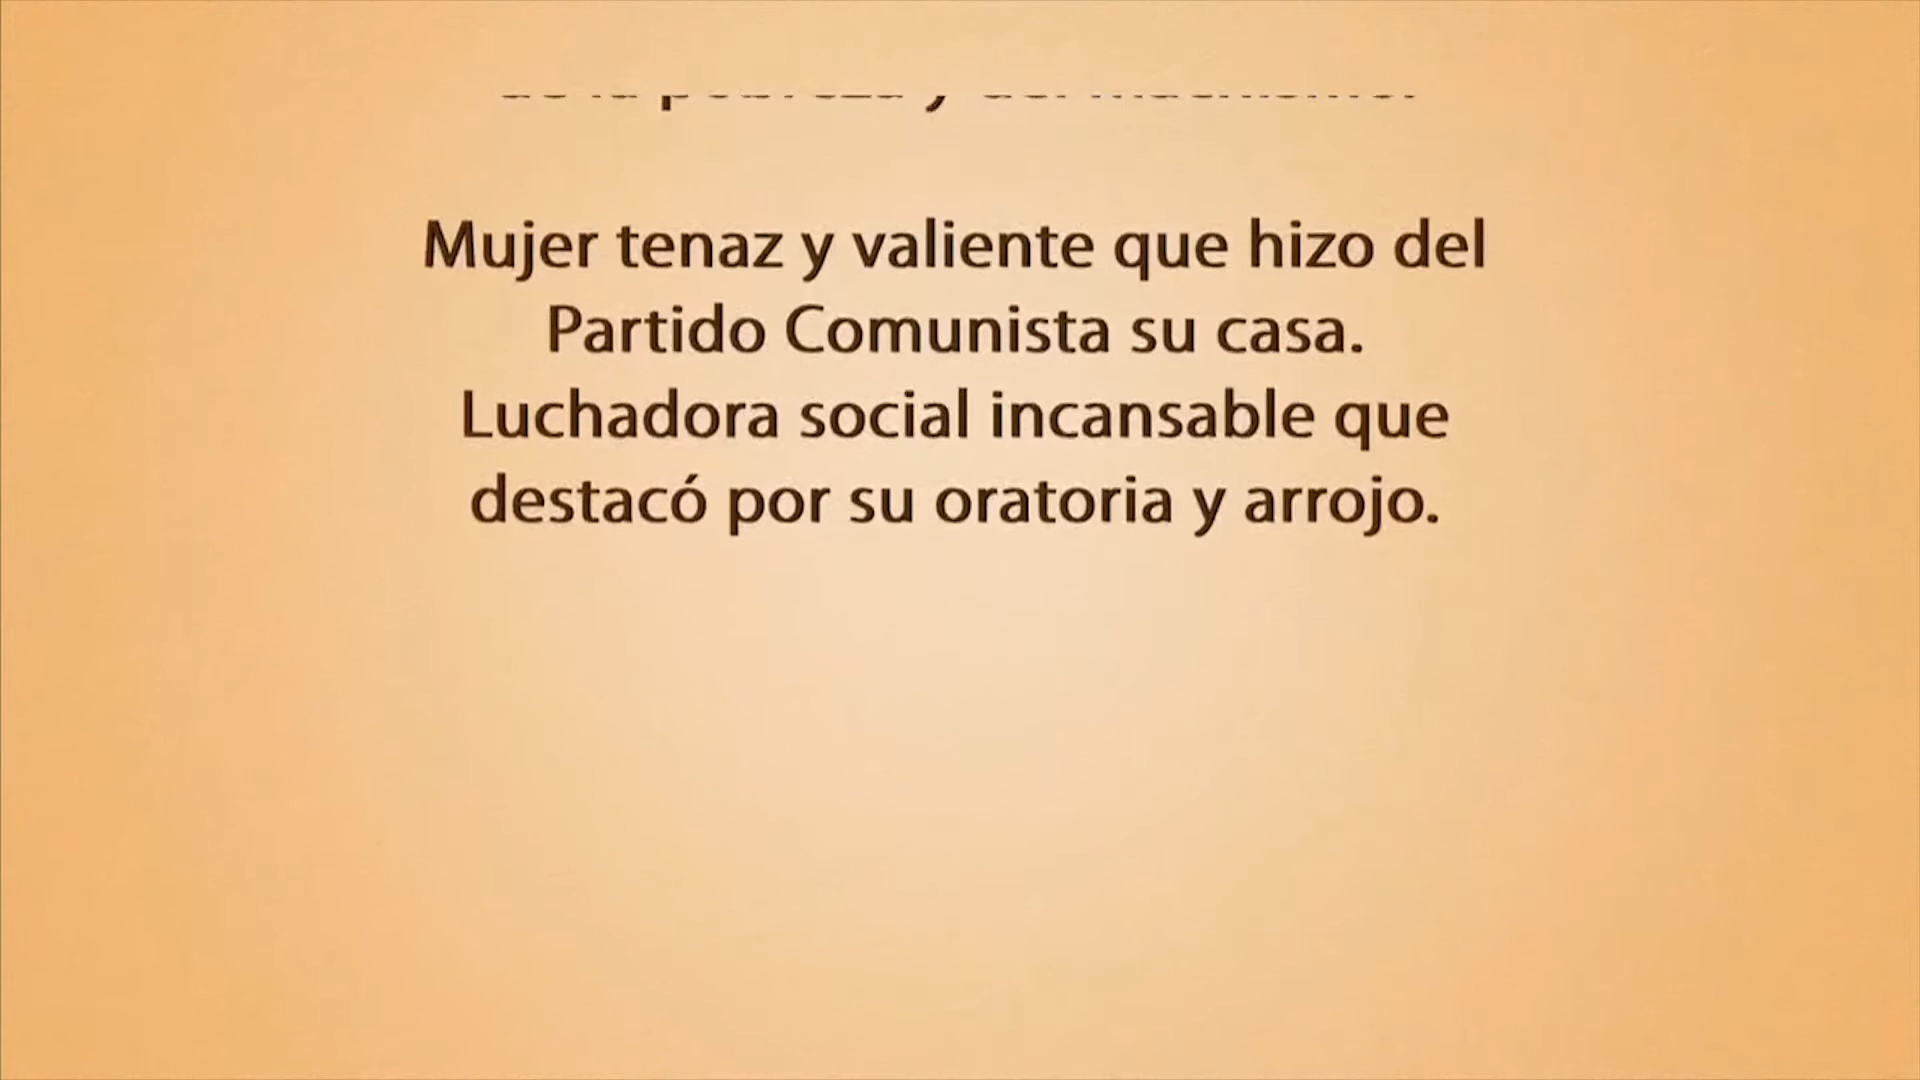 Mujer tenaz y valiente que hizo del
Partido Comunista su casa.
Luchadora social incansable que
destacó por su oratoria y arrojo.